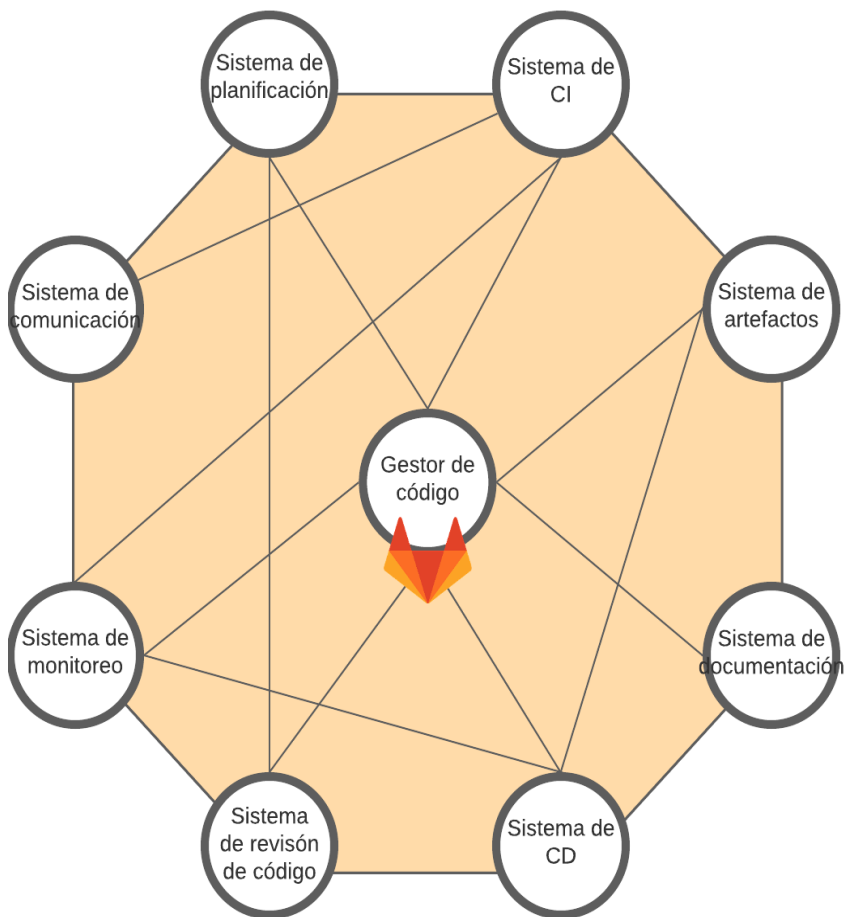 Sistema de
planificación
Sistema de
CI
Sistema de
comunicación
Sistema de
artefactos
Gestor de
código
Sistema de
monitoreo
Sistema de
documentación
Sistema
de revisón
de código
Sistema de
CD